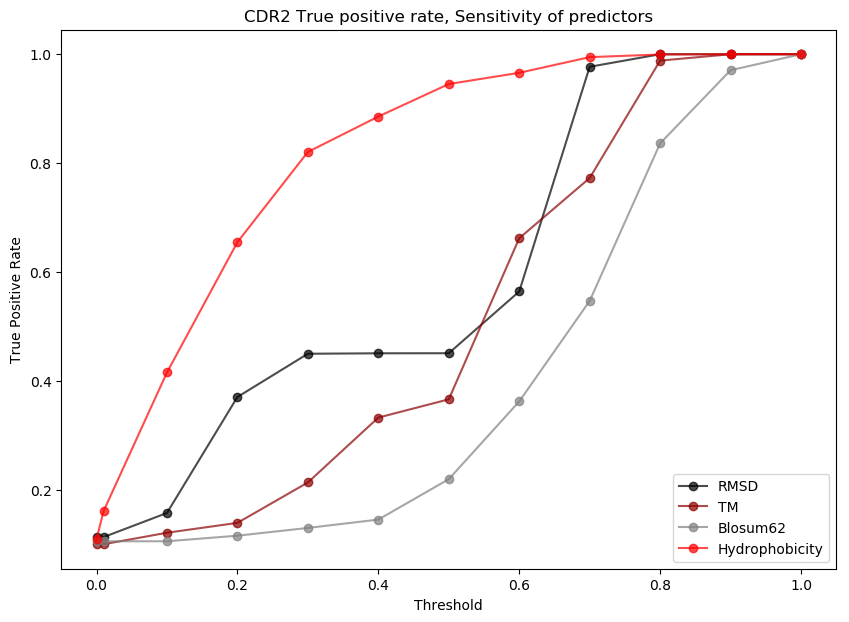 CDR2 True positive rate, Sensitivity of predictors
True Positive Rate
1.0
0.8
0.6
0.4
0.2
RMSD
TM
Blosum62
Hydrophobicity
0.0
0.2
0.4
0.6
0.8
1.0
Threshold